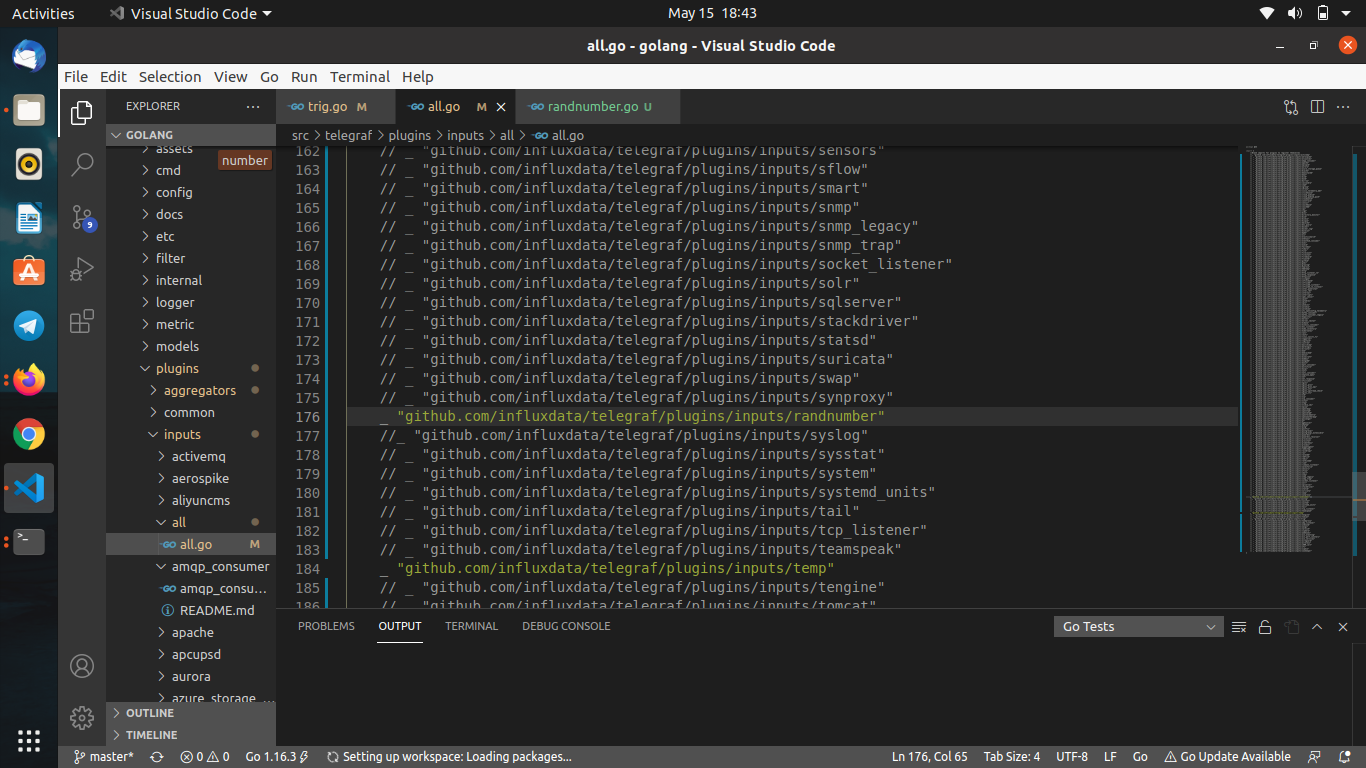 Activities
Visual Studio Code
May 15 18:43
all.go - golang - Visual Studio Code
File Edit Selection View Go Run Terminal Help
EXPLORER
trig.go M
all.go M
randnumber.go U
GOLANG
number
src > telegraf > plugins > inputs > all > all.go
assets
cmd
config
docs
etc
filter
internal
logger
metric
models
plugins
aggregators
common
inputs
activemq
aerospike
aliyuncms
all
all.go M
amqp_consumer
amqp_consu...
README.md
apache
apcupsd
aurora
azure_storage_...
OUTLINE
TIMELINE
9
162 // _ "github.com/influxdata/telegraf/plugins/inputs/sensors"
163 // _ "github.com/influxdata/telegraf/plugins/inputs/sflow"
164 // _ "github.com/influxdata/telegraf/plugins/inputs/smart"
165 // _ "github.com/influxdata/telegraf/plugins/inputs/snmp"
166 // _ "github.com/influxdata/telegraf/plugins/inputs/snmp_legacy"
167 // _ "github.com/influxdata/telegraf/plugins/inputs/snmp_trap"
168 // _ "github.com/influxdata/telegraf/plugins/inputs/socket_listener"
169 // _ "github.com/influxdata/telegraf/plugins/inputs/solr"
170 // _ "github.com/influxdata/telegraf/plugins/inputs/sqlserver"
171 // _ "github.com/influxdata/telegraf/plugins/inputs/stackdriver"
172 // _ "github.com/influxdata/telegraf/plugins/inputs/statsd"
173 // _ "github.com/influxdata/telegraf/plugins/inputs/suricata"
174 // _ "github.com/influxdata/telegraf/plugins/inputs/swap"
175 // _ "github.com/influxdata/telegraf/plugins/inputs/synproxy"
176 _ "github.com/influxdata/telegraf/plugins/inputs/randnumber"
177 //_ "github.com/influxdata/telegraf/plugins/inputs/syslog"
178 // _ "github.com/influxdata/telegraf/plugins/inputs/sysstat"
179 // _ "github.com/influxdata/telegraf/plugins/inputs/system"
180 // _ "github.com/influxdata/telegraf/plugins/inputs/systemd_units"
181 // _ "github.com/influxdata/telegraf/plugins/inputs/tail"
182 // _ "github.com/influxdata/telegraf/plugins/inputs/tcp_listener"
183 // _ "github.com/influxdata/telegraf/plugins/inputs/teamspeak"
184 _ "github.com/influxdata/telegraf/plugins/inputs/temp"
185 // _ "github.com/influxdata/telegraf/plugins/inputs/tengine"
186 // _ "github.com/influxdata/telegraf/plugins/inputs/tomcat"
PROBLEMS OUTPUT TERMINAL DEBUG CONSOLE
Go Tests
master* 0 0 Go 1.16.3 Setting up workspace: Loading packages... Ln 176, Col 65 Tab Size: 4 UTF-8 LF Go Go Update Available